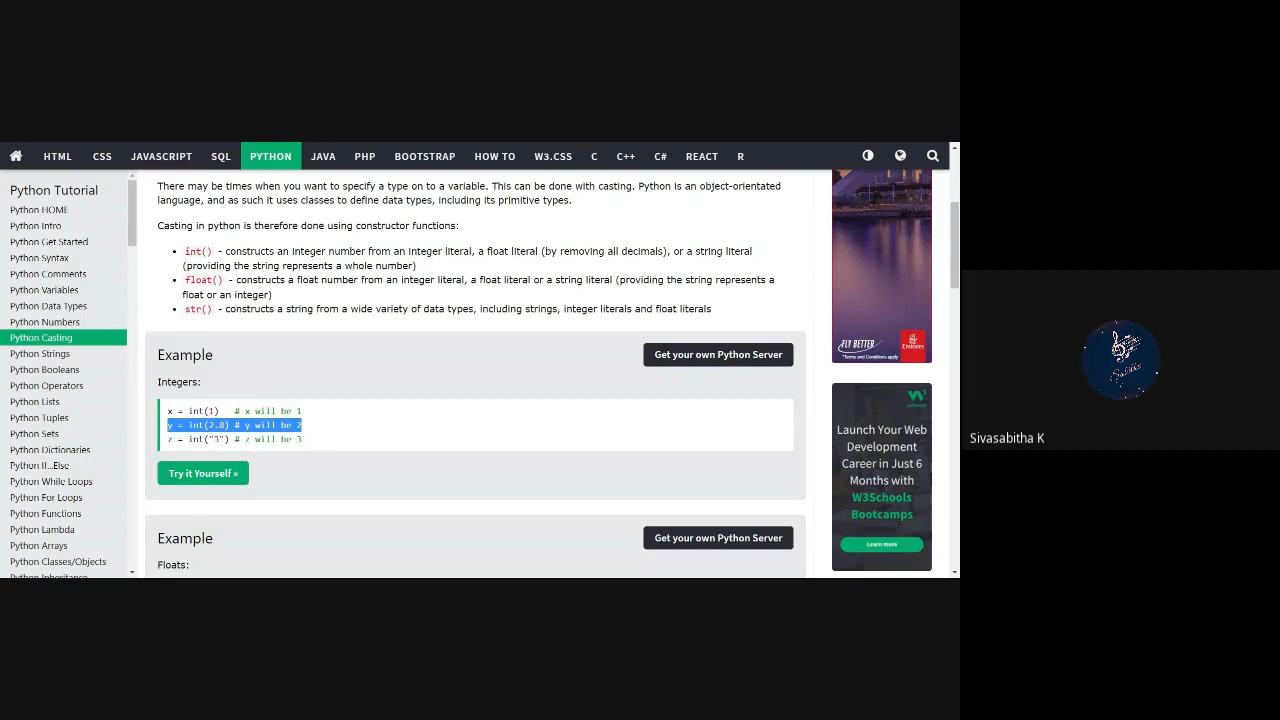 HTML CSS JAVASCRIPT SQL PYTHON JAVA PHP BOOTSTRAP HOW TO W3.CSS C C++ C# REACT R
Python Tutorial
Python HOME
Python Intro
Python Get Started
Python Syntax
Python Comments
Python Variables
Python Data Types
Python Numbers
Python Casting
Python Strings
Python Booleans
Python Operators
Python Lists
Python Tuples
Python Sets
Python Dictionaries
Python If...Else
Python While Loops
Python For Loops
Python Functions
Python Lambda
Python Arrays
Python Classes/Objects
Python Inheritance
There may be times when you want to specify a type on to a variable. This can be done with casting. Python is an object-orientated
language, and as such it uses classes to define data types, including its primitive types.
Casting in python is therefore done using constructor functions:
• int() - constructs an integer number from an integer literal, a float literal (by removing all decimals), or a string literal
(providing the string represents a whole number)
• float() - constructs a float number from an integer literal, a float literal or a string literal (providing the string represents a
float or an integer)
• str() - constructs a string from a wide variety of data types, including strings, integer literals and float literals
Example
Get your own Python Server
Integers:
x = int(1)   # x will be 1
y = int(2.8) # y will be 2
z = int("3") # z will be 3
Try it Yourself »
Example
Get your own Python Server
Floats:
FLY BETTER
*Terms and Conditions apply
Emirates
w3
schools
Launch Your Web
Development
Career in Just 6
Months with
W3Schools
Bootcamps
Learn more
Sivasabitha K